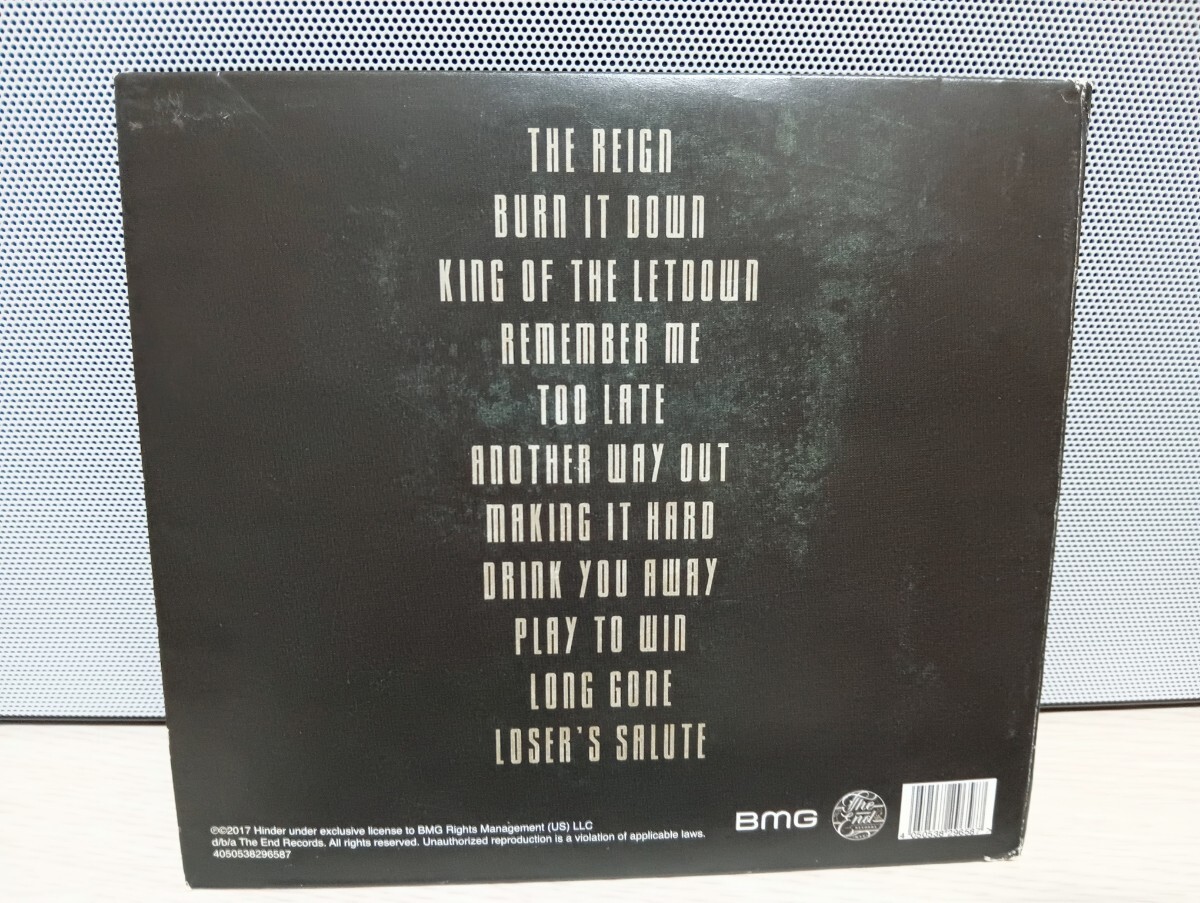 THE REIGN
BURN IT DOWN
KING OF THE LETDOWN
REMEMBER ME
TOO LATE
ANOTHER WAY OUT
MAKING IT HARD
DRINK YOU AWAY
PLAY TO WIN
LONG GONE
LOSER'S SALUTE
℗©2017 Hinder under exclusive license to BMG Rights Management (US) LLC
d/b/a The End Records. All rights reserved. Unauthorized reproduction is a violation of applicable laws.
4050538296587
BMG
The
End